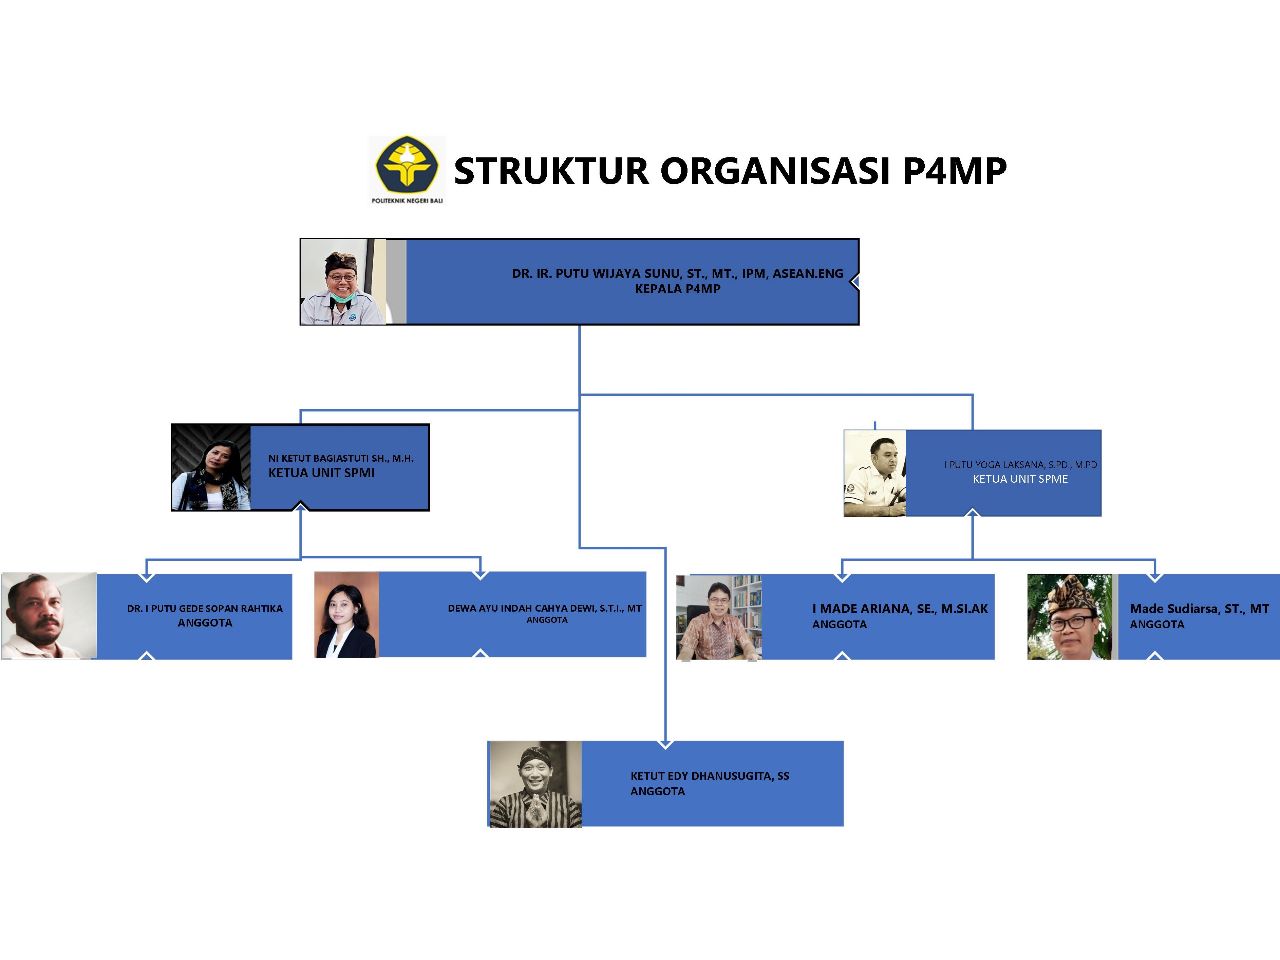 POLITEKNIK NEGERI BALI
STRUKTUR ORGANISASI P4MP
DR. IR. PUTU WIJAYA SUNU, ST., MT., IPM, ASEAN.ENG
KEPALA P4MP
NI KETUT BAGIASTUTI SH., M.H.
KETUA UNIT SPMI
I PUTU YOGA LAKSANA, S.PD., M.PD
KETUA UNIT SPME
DR. I PUTU GEDE SOPAN RAHTIKA
ANGGOTA
DEWA AYU INDAH CAHYA DEWI, S.T.I., MT
ANGGOTA
I MADE ARIANA, SE., M.SI.AK
ANGGOTA
Made Sudiarsa, ST., MT
ANGGOTA
KETUT EDY DHANUSUGITA, SS
ANGGOTA